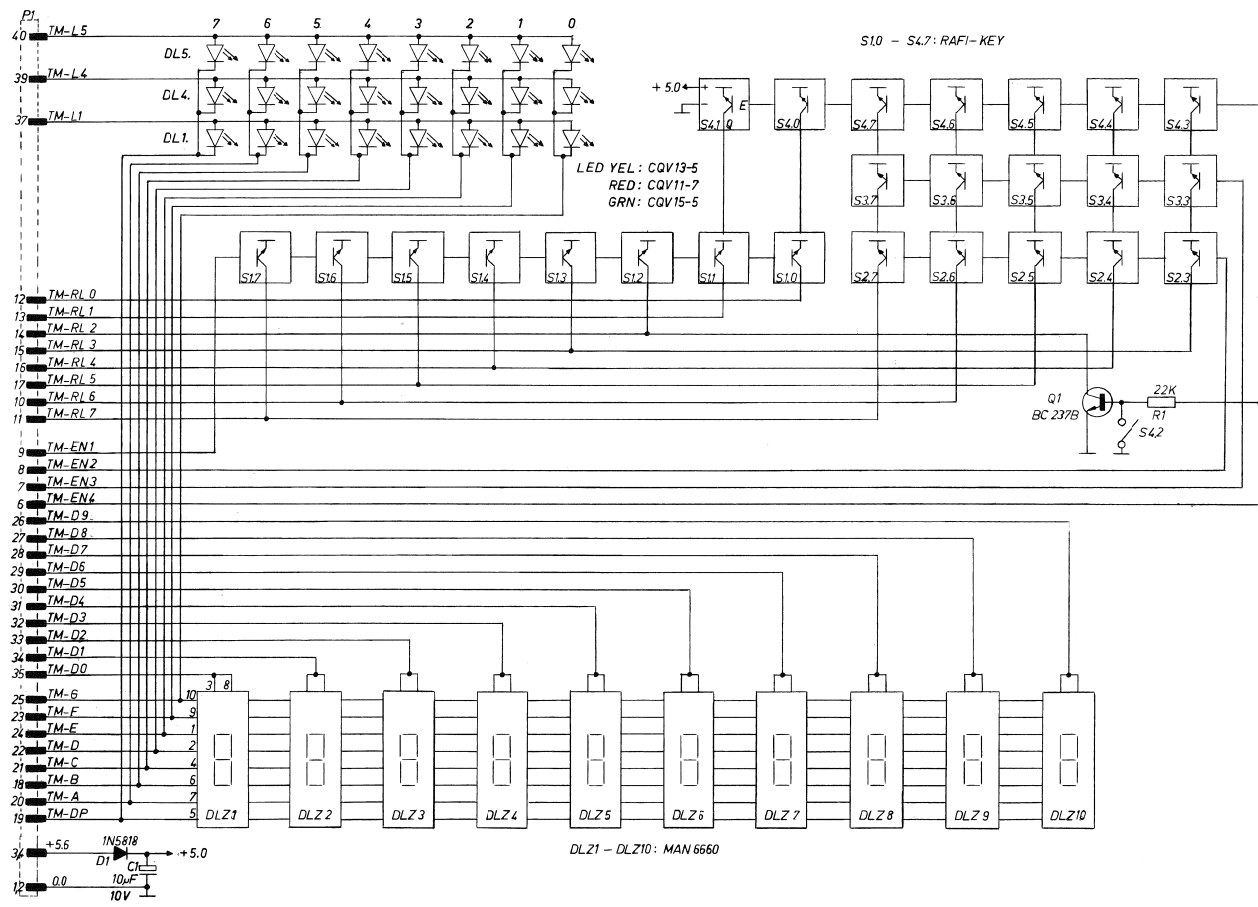 P1
7 6 5. 4 3 2 1 0
40 TM-L5
DL5.
39 TM-L4
DL4.
37 TM-L1
DL1.
S1.0 - S4.7: RAFI-KEY
+5.0 + - E
S4.1 Q S4.0 S4.7 S4.6 S4.5 S4.4 S4.3
LED YEL: CQV13-5
RED: CQV11-7
GRN: CQV15-5
S3.7 S3.6 S3.5 S3.4 S3.3
S1.7 S1.6 S1.5 S1.4 S1.3 S1.2 S1.1 S1.0 S2.7 S2.6 S2.5 S2.4 S2.3
12 TM-RL 0
13 TM-RL 1
14 TM-RL 2
15 TM-RL 3
16 TM-RL 4
17 TM-RL 5
10 TM-RL 6
11 TM-RL 7
Q1
BC 237B
22K
R1
S4.2
9 TM-EN1
8 TM-EN2
7 TM-EN3
6 TM-EN4
26 TM-D9
27 TM-D8
28 TM-D7
29 TM-D6
30 TM-D5
31 TM-D4
32 TM-D3
33 TM-D2
34 TM-D1
35 TM-D0
3 8
25 TM-G 10
23 TM-F 9
24 TM-E 1
22 TM-D 2
21 TM-C 4
18 TM-B 6
20 TM-A 7
19 TM-DP 5
DLZ1 DLZ2 DLZ3 DLZ4 DLZ5 DLZ6 DLZ7 DLZ8 DLZ9 DLZ10
DLZ1 - DLZ10: MAN 6660
3,4 +5.6 1N5818 D1 +5.0
C1
10µF
10V
1,2 0.0